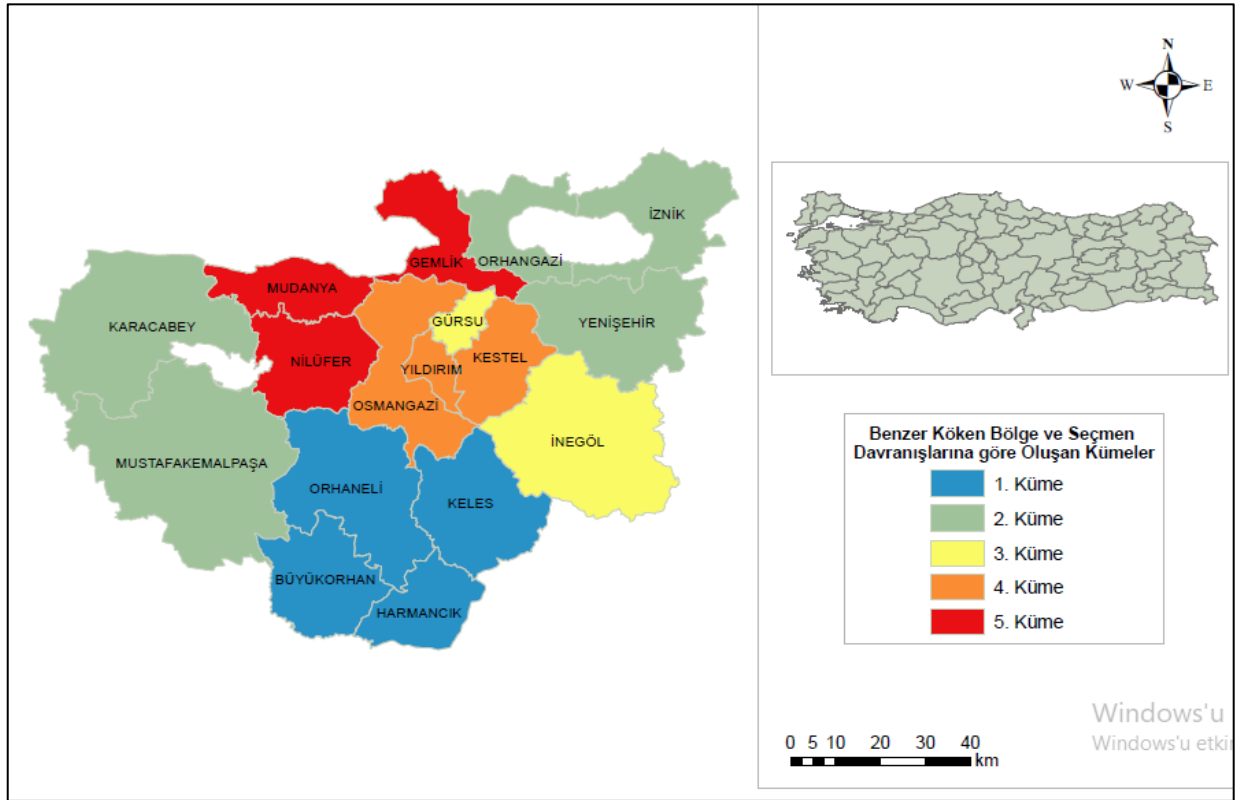 N
W E
S
İZNİK
GEMLİK
ORHANGAZİ
MUDANYA
KARACABEY
GÜRSU
YENİŞEHİR
NİLÜFER
YILDIRIM
KESTEL
OSMANGAZİ
İNEGÖL
MUSTAFAKEMALPAŞA
ORHANELİ
KELES
BÜYÜKORHAN
HARMANCIK
Benzer Köken Bölge ve Seçmen
Davranışlarına göre Oluşan Kümeler
1. Küme
2. Küme
3. Küme
4. Küme
5. Küme
0 5 10 20 30 40
km
Windows'u
Windows'u etki